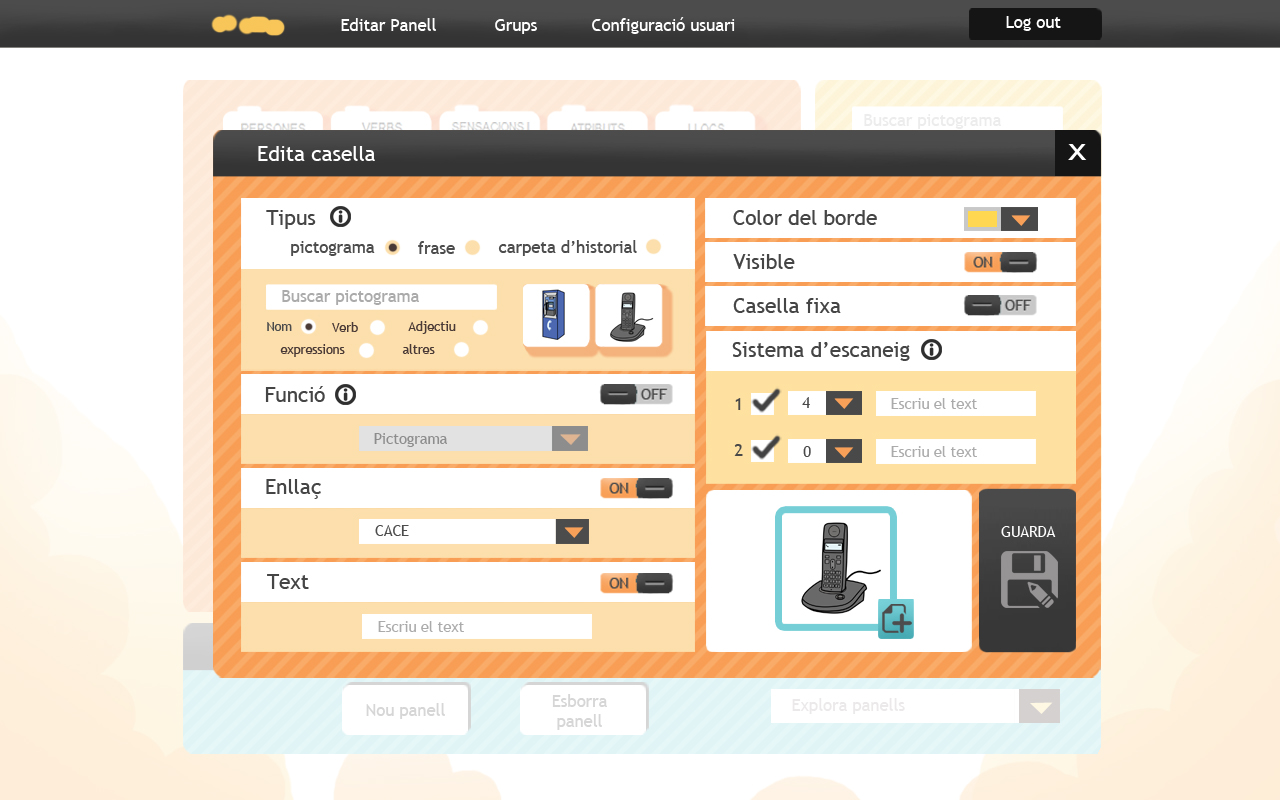 Editar Panell
Grups
Configuració usuari
Log out
PERSONES
VERBS
SENSACIONS I
ATRIBUTS
LLOCS
Buscar pictograma
Edita casella
X
Tipus
pictograma
frase
carpeta d’historial
Buscar pictograma
Nom
Verb
Adjectiu
expressions
altres
Funció
OFF
Pictograma
Enllaç
ON
CACE
Text
ON
Escriu el text
Color del borde
Visible
ON
Casella fixa
OFF
Sistema d’escaneig
1
4
Escriu el text
2
0
Escriu el text
GUARDA
Nou panell
Esborra
panell
Explora panells